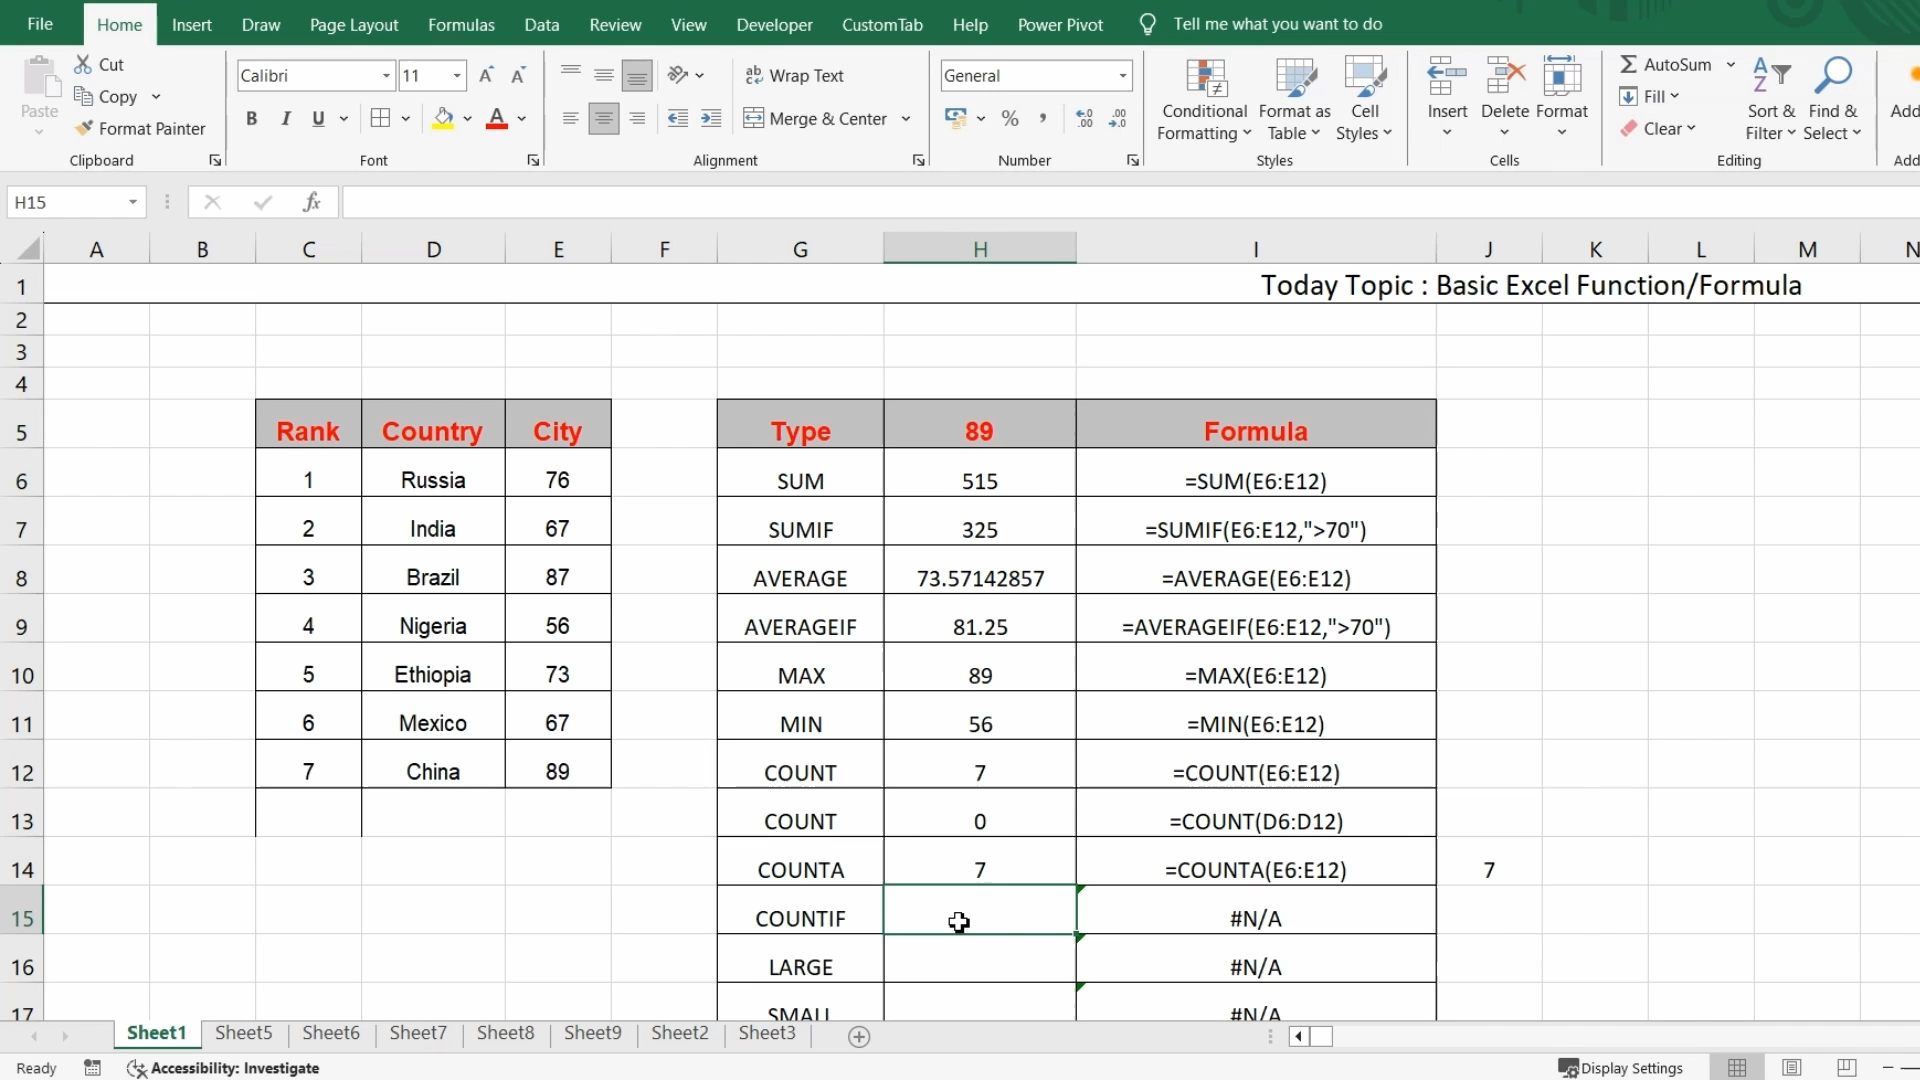 File Home Insert Draw Page Layout Formulas Data Review View Developer CustomTab Help Power Pivot Tell me what you want to do
Paste Cut Copy Format Painter
Clipboard
Calibri 11
B I U
Font
Wrap Text
Merge & Center
Alignment
General
Number
Conditional Formatting Format as Table Cell Styles
Styles
Insert Delete Format
Cells
AutoSum
Fill
Clear
Sort & Filter Find & Select
Editing
H15 fx
A B C D E F G H I J K L M N
1 Today Topic : Basic Excel Function/Formula
2
3
4
5 Rank Country City Type 89 Formula
6 1 Russia 76 SUM 515 =SUM(E6:E12)
7 2 India 67 SUMIF 325 =SUMIF(E6:E12,">70")
8 3 Brazil 87 AVERAGE 73.57142857 =AVERAGE(E6:E12)
9 4 Nigeria 56 AVERAGEIF 81.25 =AVERAGEIF(E6:E12,">70")
10 5 Ethiopia 73 MAX 89 =MAX(E6:E12)
11 6 Mexico 67 MIN 56 =MIN(E6:E12)
12 7 China 89 COUNT 7 =COUNT(E6:E12)
13 COUNT 0 =COUNT(D6:D12)
14 COUNTA 7 =COUNTA(E6:E12) 7
15 COUNTIF #N/A
16 LARGE #N/A
17 SMALL #N/A
Sheet1 Sheet5 Sheet6 Sheet7 Sheet8 Sheet9 Sheet2 Sheet3
Ready Accessibility: Investigate Display Settings